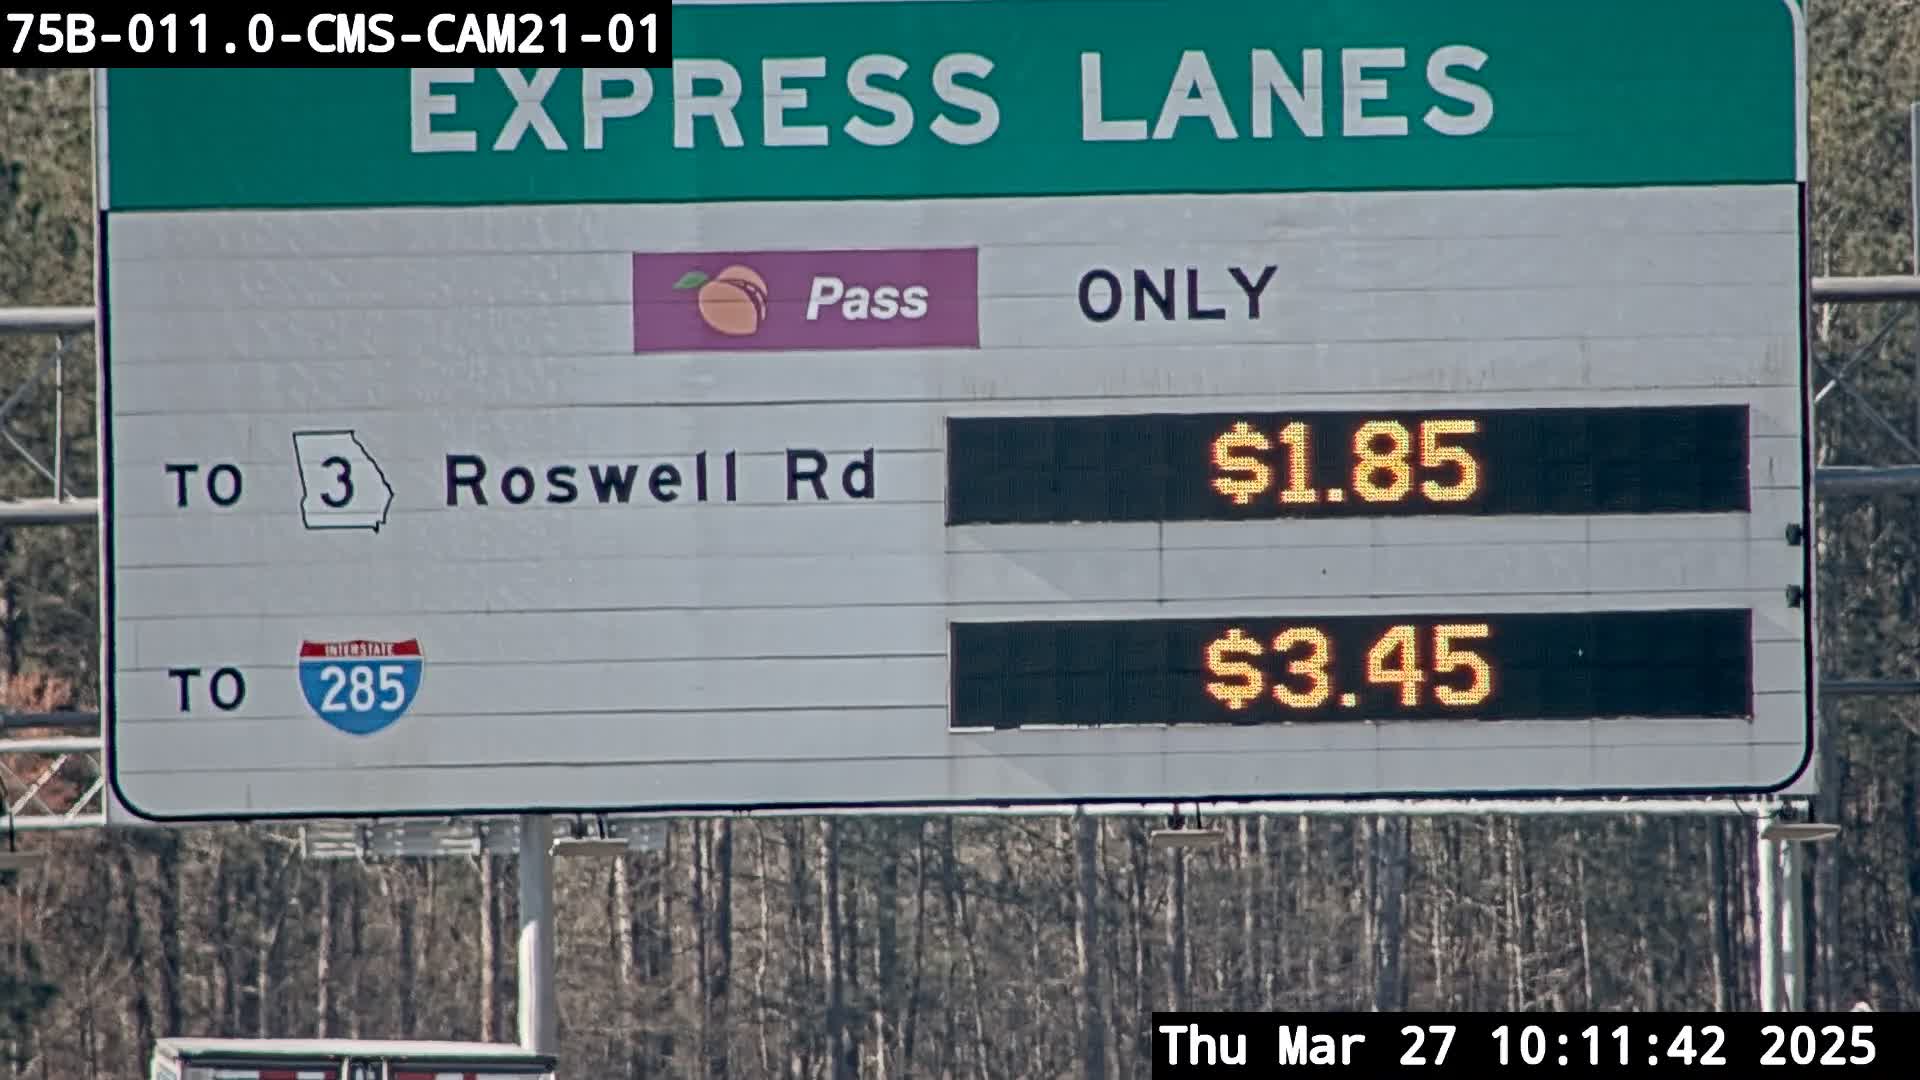 75B-011.0-CMS-CAM21-01
EXPRESS LANES
Pass ONLY
TO 3 Roswell Rd $1.85
INTERSTATE
TO 285 $3.45
Thu Mar 27 10:11:42 2025